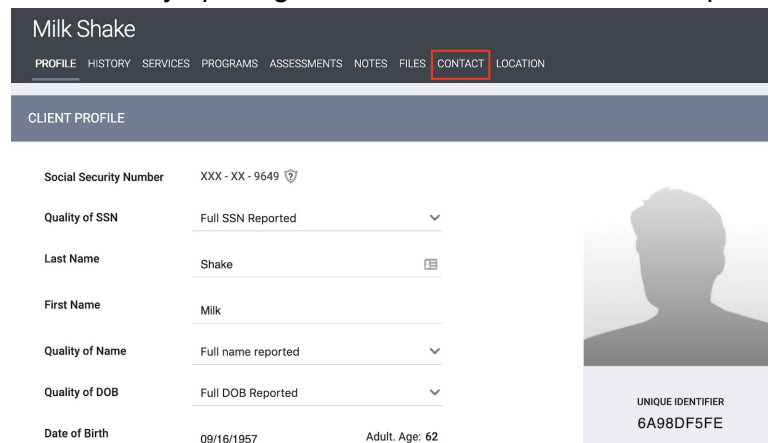 Milk Shake
PROFILE HISTORY SERVICES PROGRAMS ASSESSMENTS NOTES FILES CONTACT LOCATION
CLIENT PROFILE
Social Security Number XXX - XX - 9649
Quality of SSN Full SSN Reported
Last Name Shake
First Name Milk
Quality of Name Full name reported
Quality of DOB Full DOB Reported
Date of Birth 09/16/1957 Adult. Age: 62
UNIQUE IDENTIFIER
6A98DF5FE